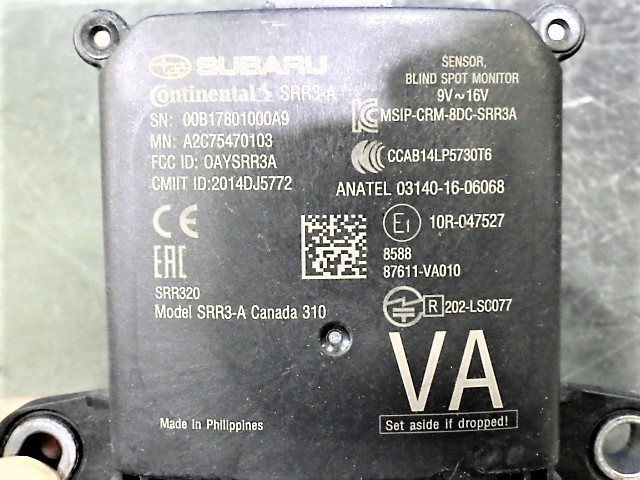 SUBARU
Continental SRR3-A
SN: 00B17801000A9
MN: A2C75470103
FCC ID: OAYSRR3A
CMIIT ID:2014DJ5772
SENSOR,
BLIND SPOT MONITOR
9V~16V
MSIP-CRM-8DC-SRR3A
CCAB14LP5730T6
ANATEL 03140-16-06068
CE
EAC
E1 10R-047527
8588
87611-VA010
SRR320
Model SRR3-A Canada 310
R 202-LSC077
VA
Made in Philippines
Set aside if dropped!